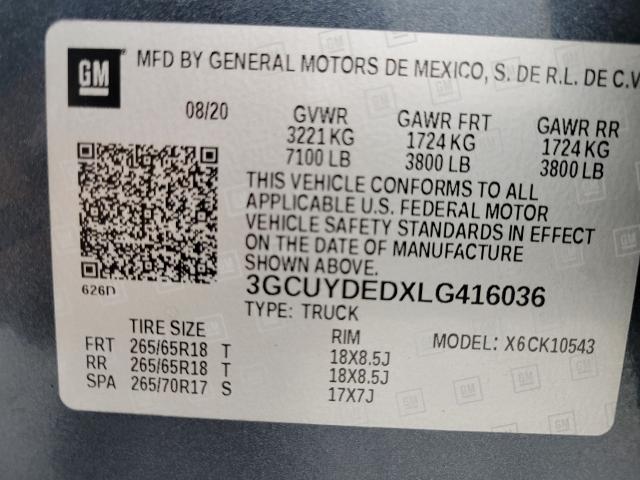 GM MFD BY GENERAL MOTORS DE MEXICO, S. DE R.L. DE C.V
08/20 GVWR GAWR FRT GAWR RR
3221 KG 1724 KG 1724 KG
7100 LB 3800 LB 3800 LB
THIS VEHICLE CONFORMS TO ALL
APPLICABLE U.S. FEDERAL MOTOR
VEHICLE SAFETY STANDARDS IN EFFECT
ON THE DATE OF MANUFACTURE
SHOWN ABOVE.
626D 3GCUYDEDXLG416036
TYPE: TRUCK
TIRE SIZE RIM MODEL: X6CK10543
FRT 265/65R18 T 18X8.5J
RR 265/65R18 T 18X8.5J
SPA 265/70R17 S 17X7J